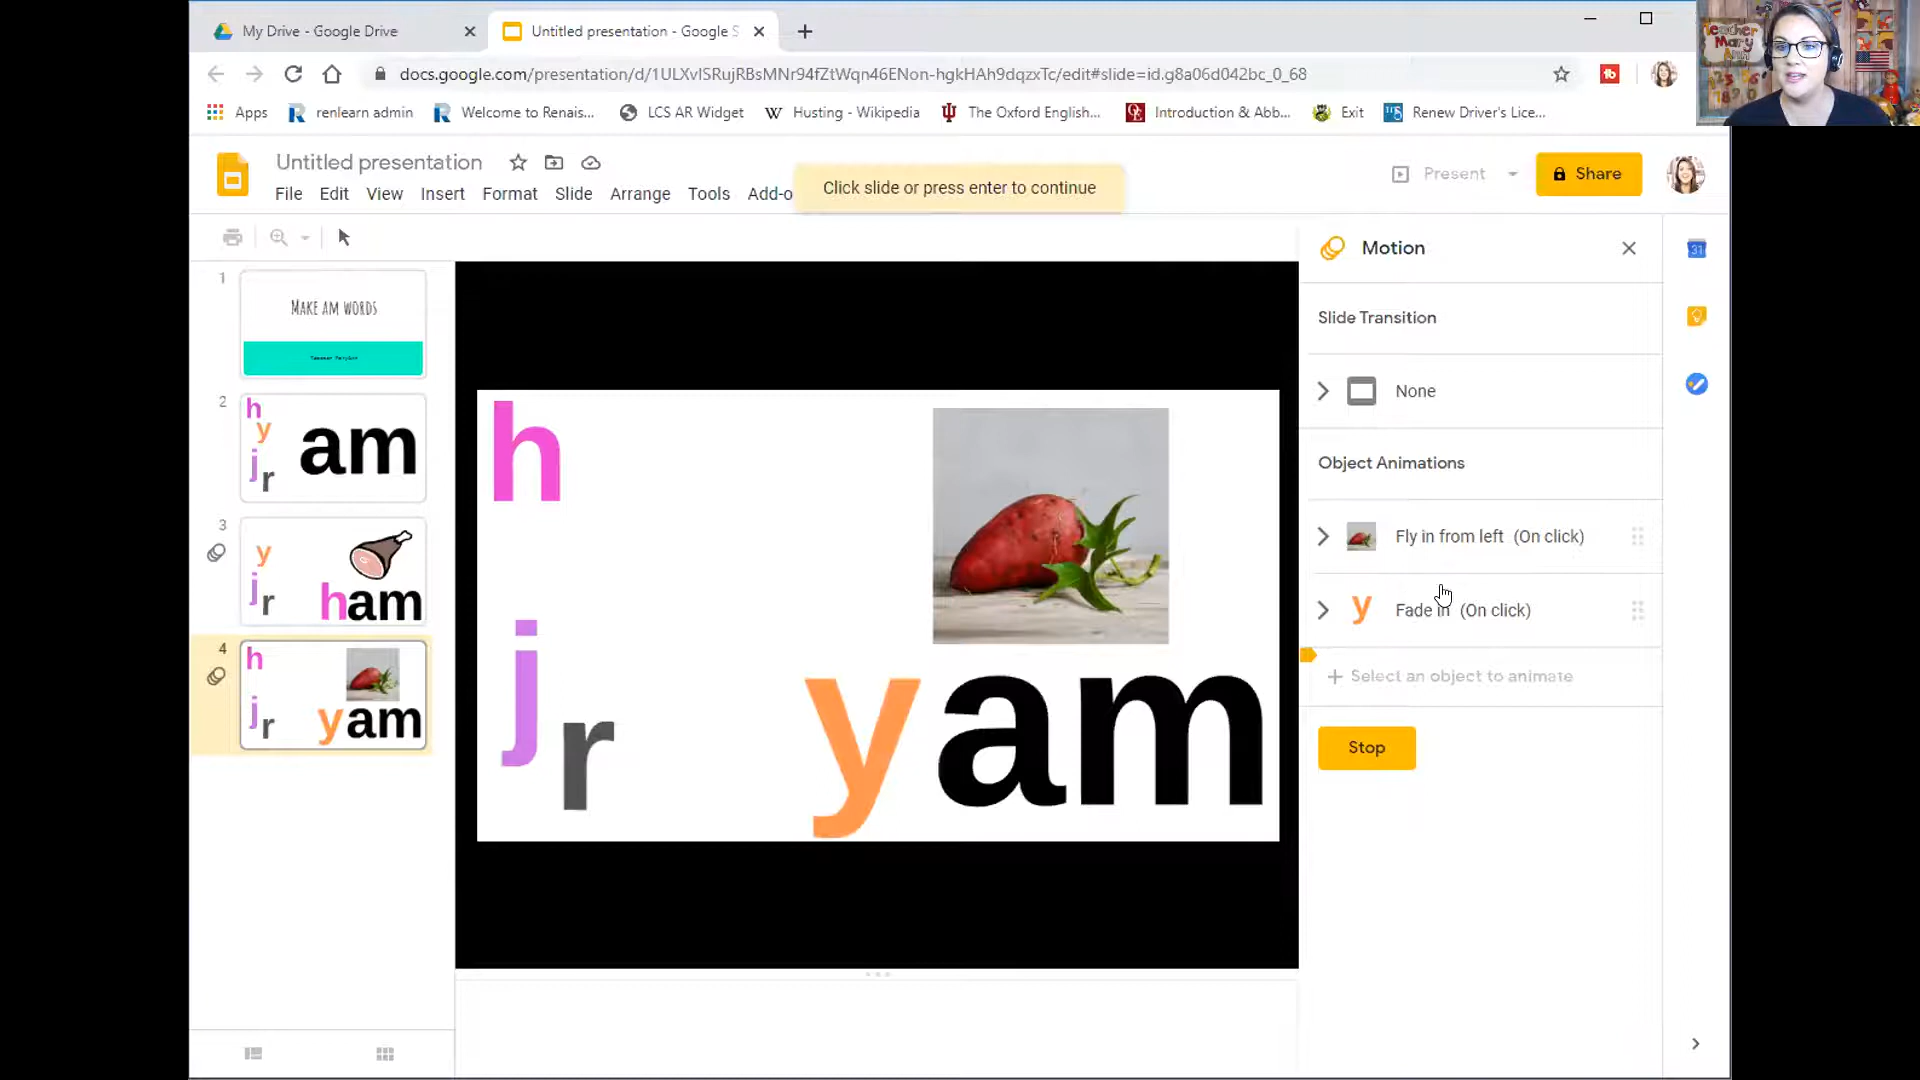 My Drive - Google Drive
Untitled presentation - Google S
docs.google.com/presentation/d/1ULXvlSRujRBsMNr94fZtWqn46ENon-hgkHAh9dqzxTc/edit#slide=id.g8a06d042bc_0_68
Apps
renlearn admin
Welcome to Renais...
LCS AR Widget
Husting - Wikipedia
The Oxford English...
Introduction & Abb...
Exit
Renew Driver's Lice...
Teacher
Mary
Untitled presentation
Click slide or press enter to continue
Present
Share
File Edit View Insert Format Slide Arrange Tools Add-o
1
Make am words
2
h
y
j
r
am
3
y
j
r
ham
4
h
j
r
yam
h
j
r
yam
Motion
Slide Transition
None
Object Animations
Fly in from left (On click)
y
Fade in (On click)
+ Select an object to animate
Stop
31